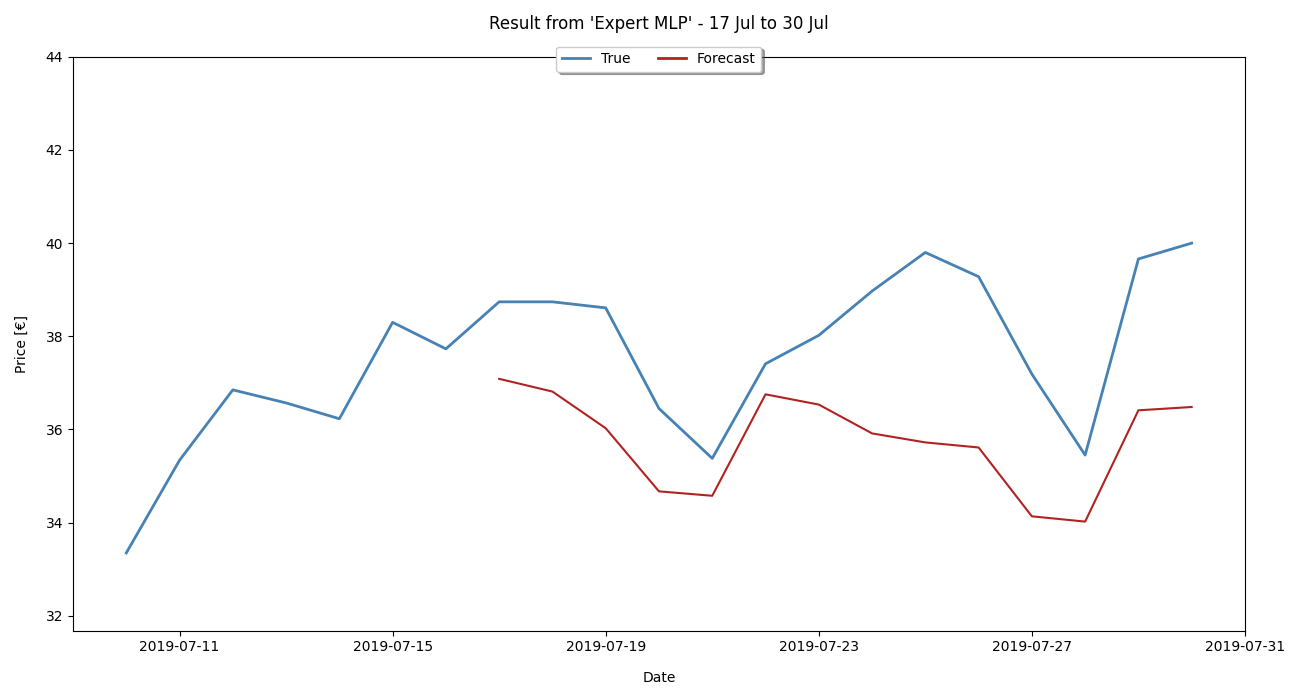 Result from 'Expert MLP' - 17 Jul to 30 Jul
True Forecast
44
42
40
38
36
34
32
Price [€]
2019-07-11 2019-07-15 2019-07-19 2019-07-23 2019-07-27 2019-07-31
Date